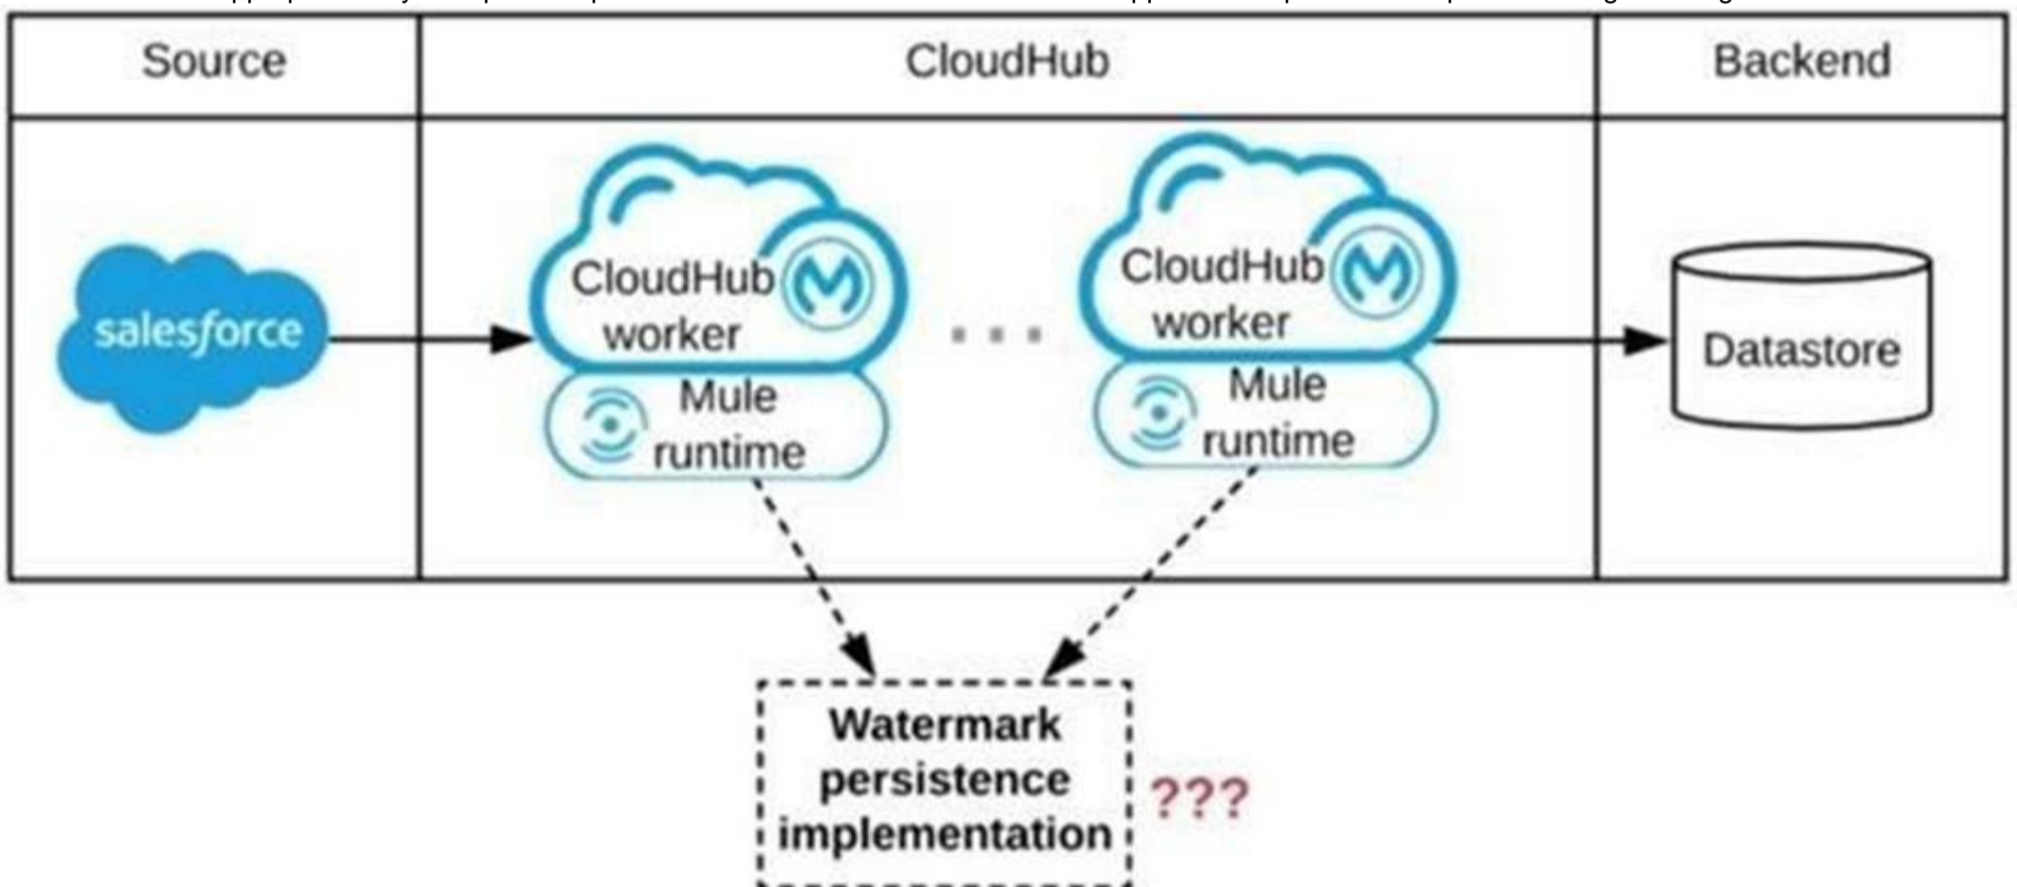 Source
CloudHub
Backend
salesforce
CloudHub
worker
Mule
runtime
CloudHub
worker
Mule
runtime
Datastore
Watermark
persistence
implementation
???